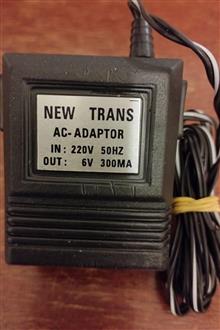 NEW TRANS
AC-ADAPTOR
IN: 220V 50HZ
OUT: 6V 300MA